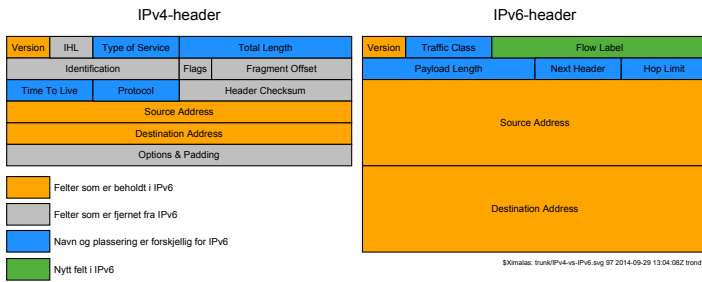 IPv4-header
Version IHL Type of Service Total Length
Identification Flags Fragment Offset
Time To Live Protocol Header Checksum
Source Address
Destination Address
Options & Padding
Felter som er beholdt i IPv6
Felter som er fjernet fra IPv6
Navn og plassering er forskjellig for IPv6
Nytt felt i IPv6
IPv6-header
Version Traffic Class Flow Label
Payload Length Next Header Hop Limit
Source Address
Destination Address
$Ximalas: trunk/IPv4-vs-IPv6.svg 97 2014-09-29 13:04:08Z trond